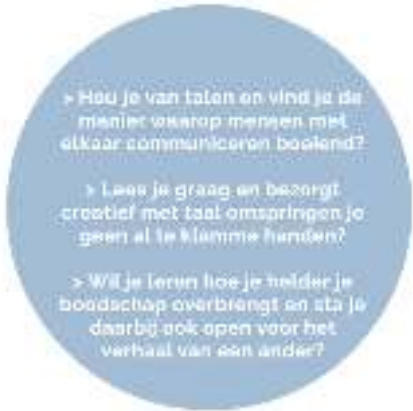 > Hou je van talen en vind je de
manier waarop mensen met
elkaar communiceren boeiend?
> Lees je graag en bezorgt
creatief met taal omspringen je
geen al te klamme handen?
> Wil je leren hoe je helder je
boodschap overbrengt en sta je
daarbij ook open voor het
verhaal van een ander?